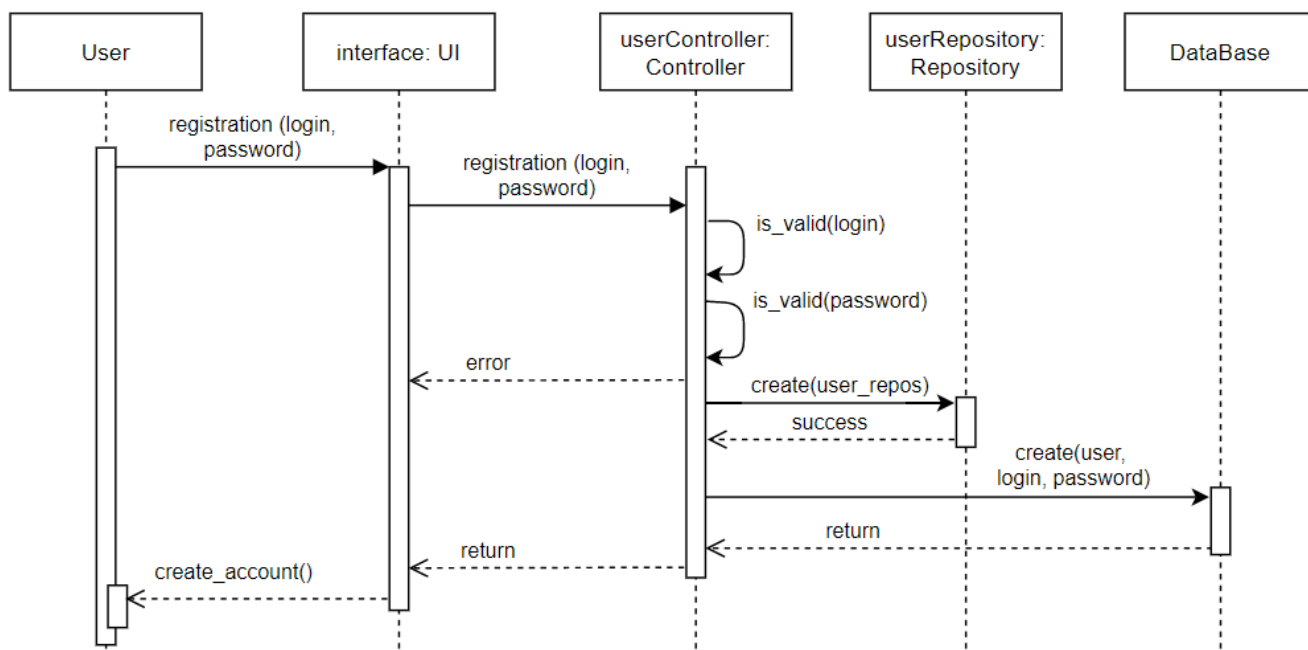 User
interface: UI
userController:
Controller
userRepository:
Repository
DataBase
registration (login,
password)
registration (login,
password)
is_valid(login)
is_valid(password)
error
create(user_repos)
success
create(user,
login, password)
return
return
create_account()